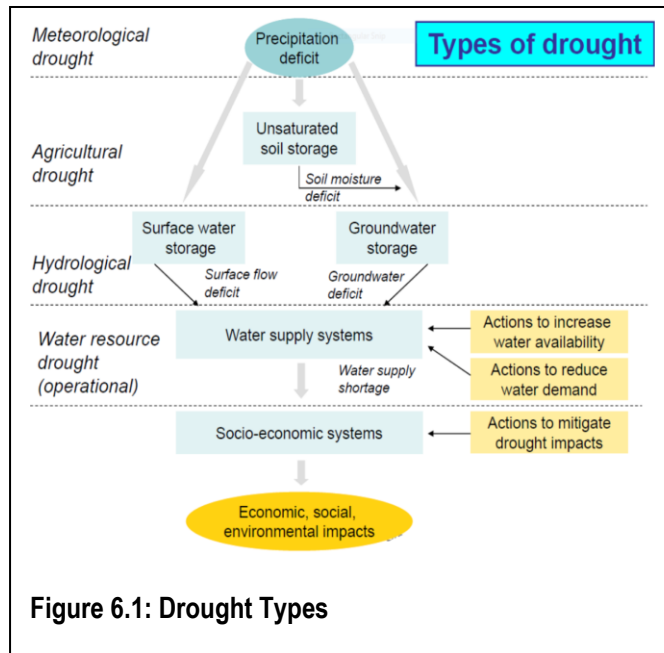 Meteorological
drought
Precipitation
deficit
Types of drought
Unsaturated
soil storage
Agricultural
drought
Soil moisture
deficit
Surface water
storage
Groundwater
storage
Hydrological
drought
Surface flow
deficit
Groundwater
deficit
Water resource
drought
(operational)
Water supply systems
Actions to increase
water availability
Water supply
shortage
Actions to reduce
water demand
Socio-economic systems
Actions to mitigate
drought impacts
Economic, social,
environmental impacts
Figure 6.1: Drought Types